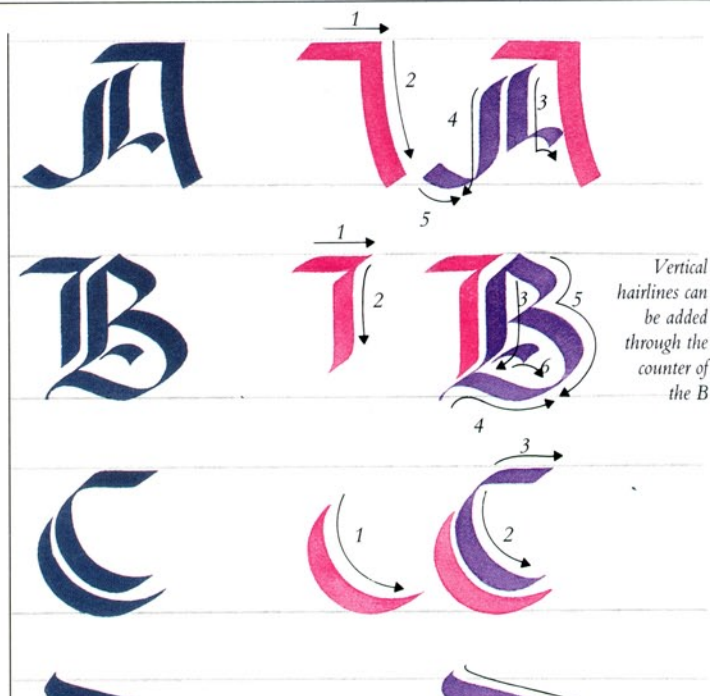 A 1 2 3 4 5 A
B 1 2 3 4 5 6 B
Vertical
hairlines can
be added
through the
counter of
the B
C 1 2 3 C